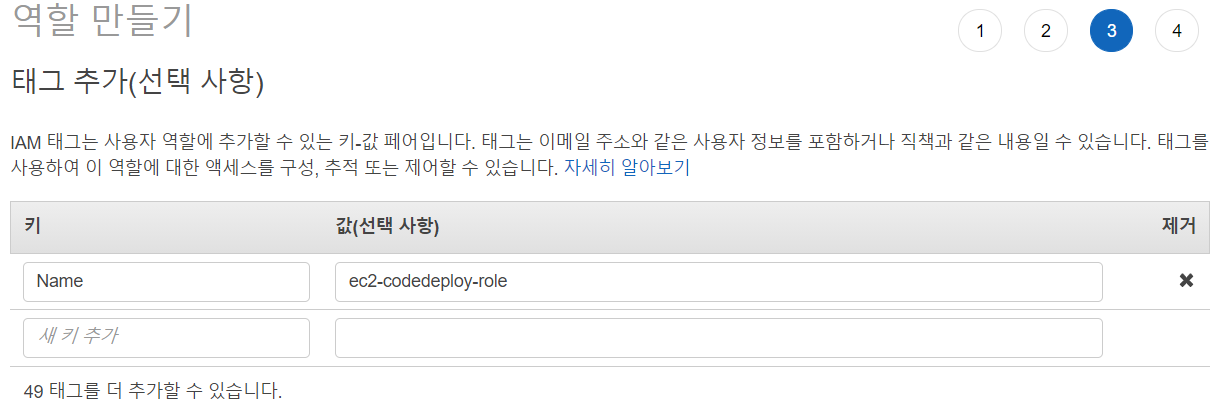 역할 만들기
1 2 3 4
태그 추가(선택 사항)
IAM 태그는 사용자 역할에 추가할 수 있는 키-값 페어입니다. 태그는 이메일 주소와 같은 사용자 정보를 포함하거나 직책과 같은 내용일 수 있습니다. 태그를
사용하여 이 역할에 대한 액세스를 구성, 추적 또는 제어할 수 있습니다. 자세히 알아보기
키 값(선택 사항) 제거
Name ec2-codedeploy-role
새 키 추가
49 태그를 더 추가할 수 있습니다.